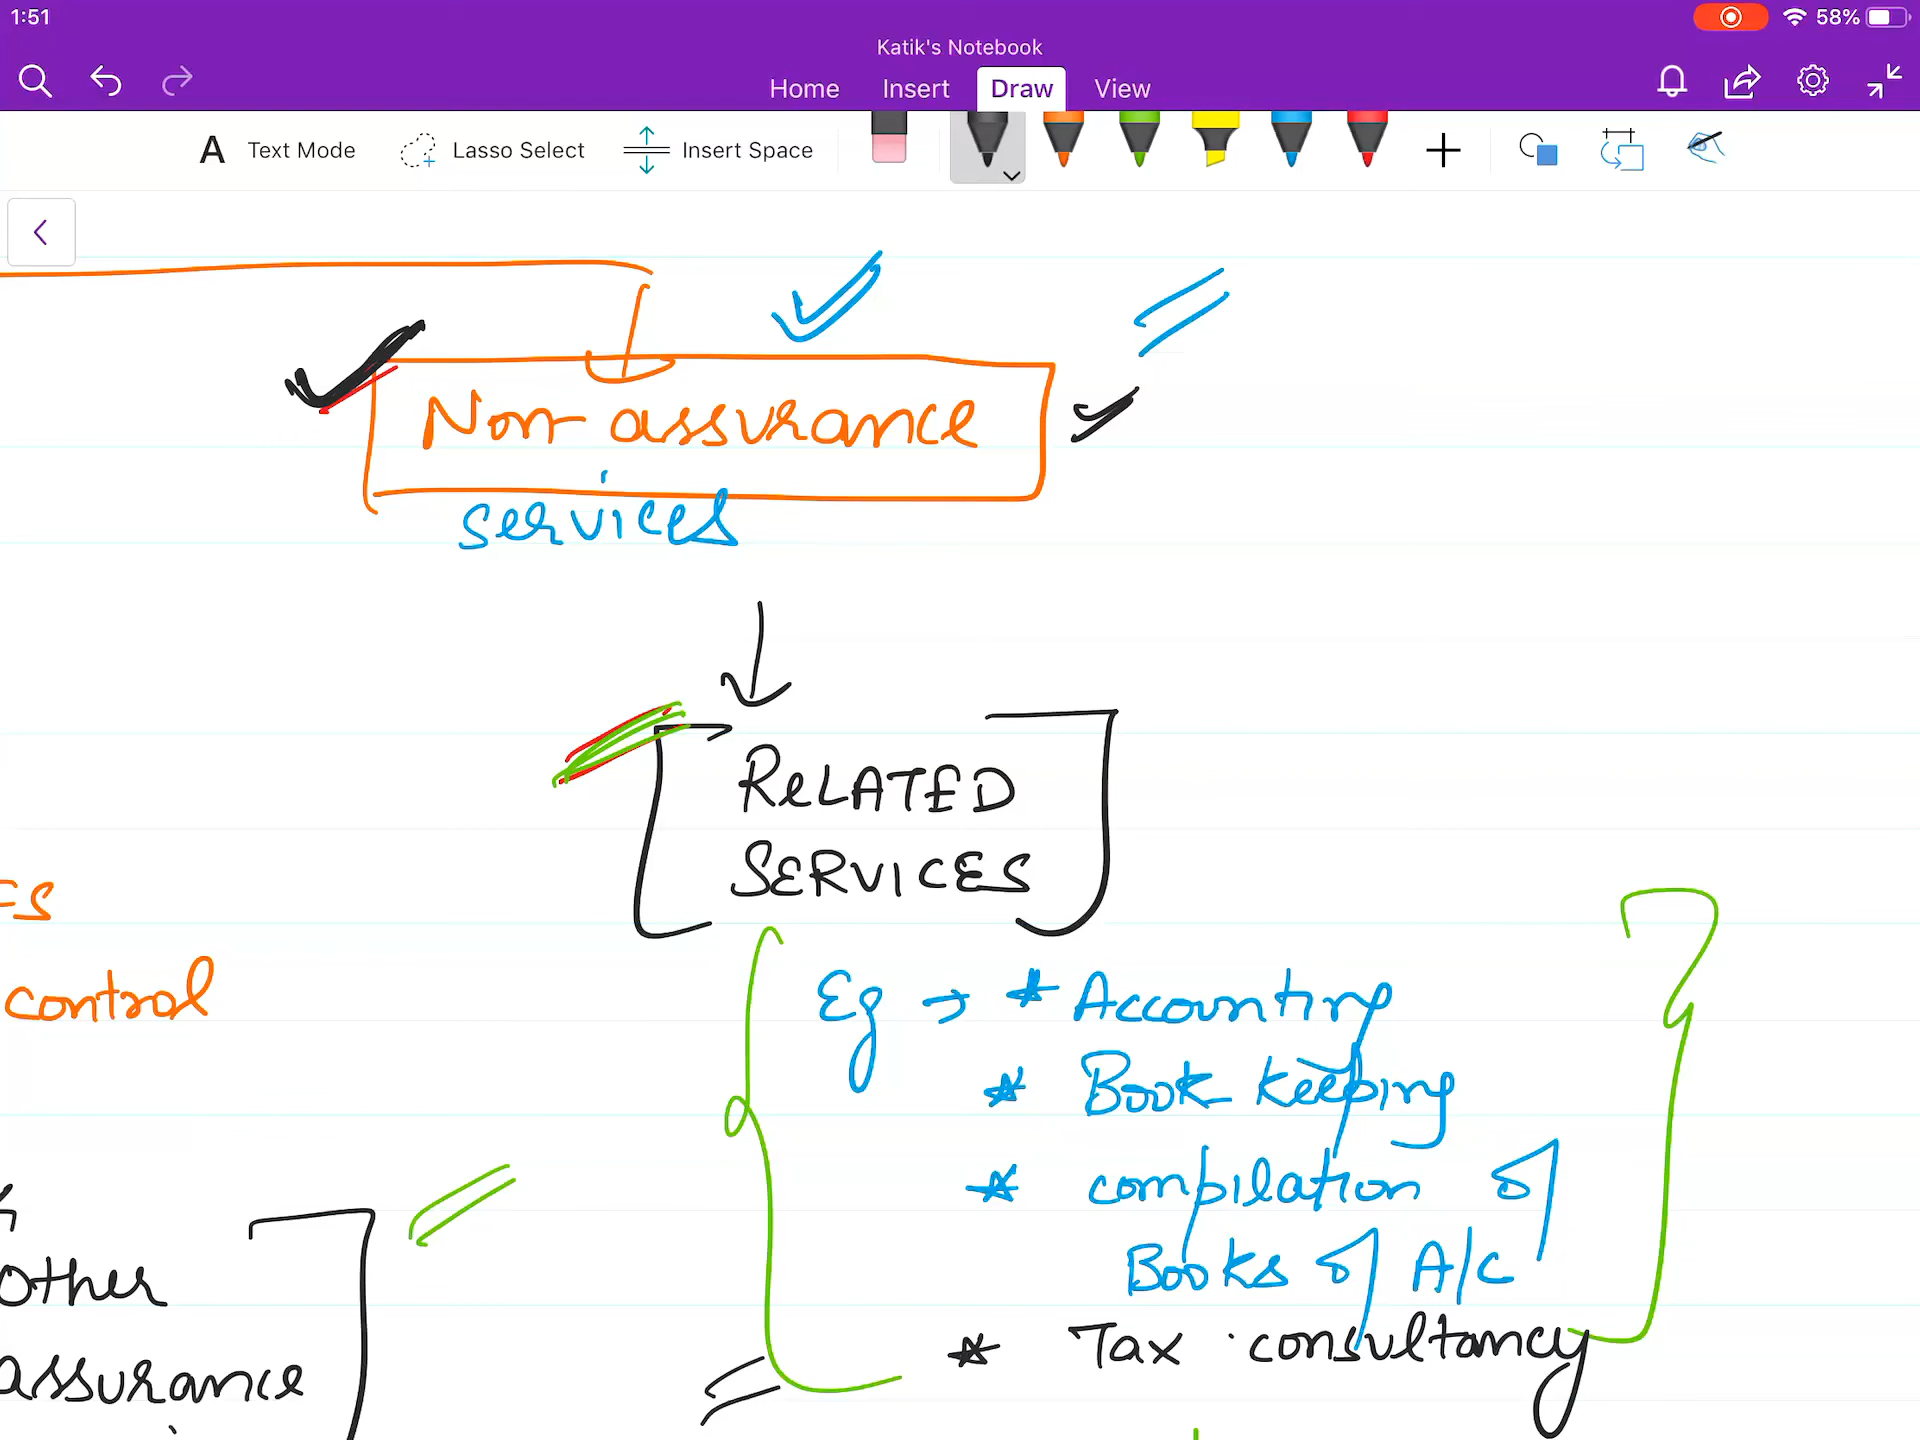 1:51
58%
Katik's Notebook
Home Insert Draw View
A Text Mode Lasso Select Insert Space
Non-assurance
services
RELATED
SERVICES
ES
control
Eg → * Accounting
* Book keeping
* compilation of
Books of A/C
* Tax consultancy
other
assurance